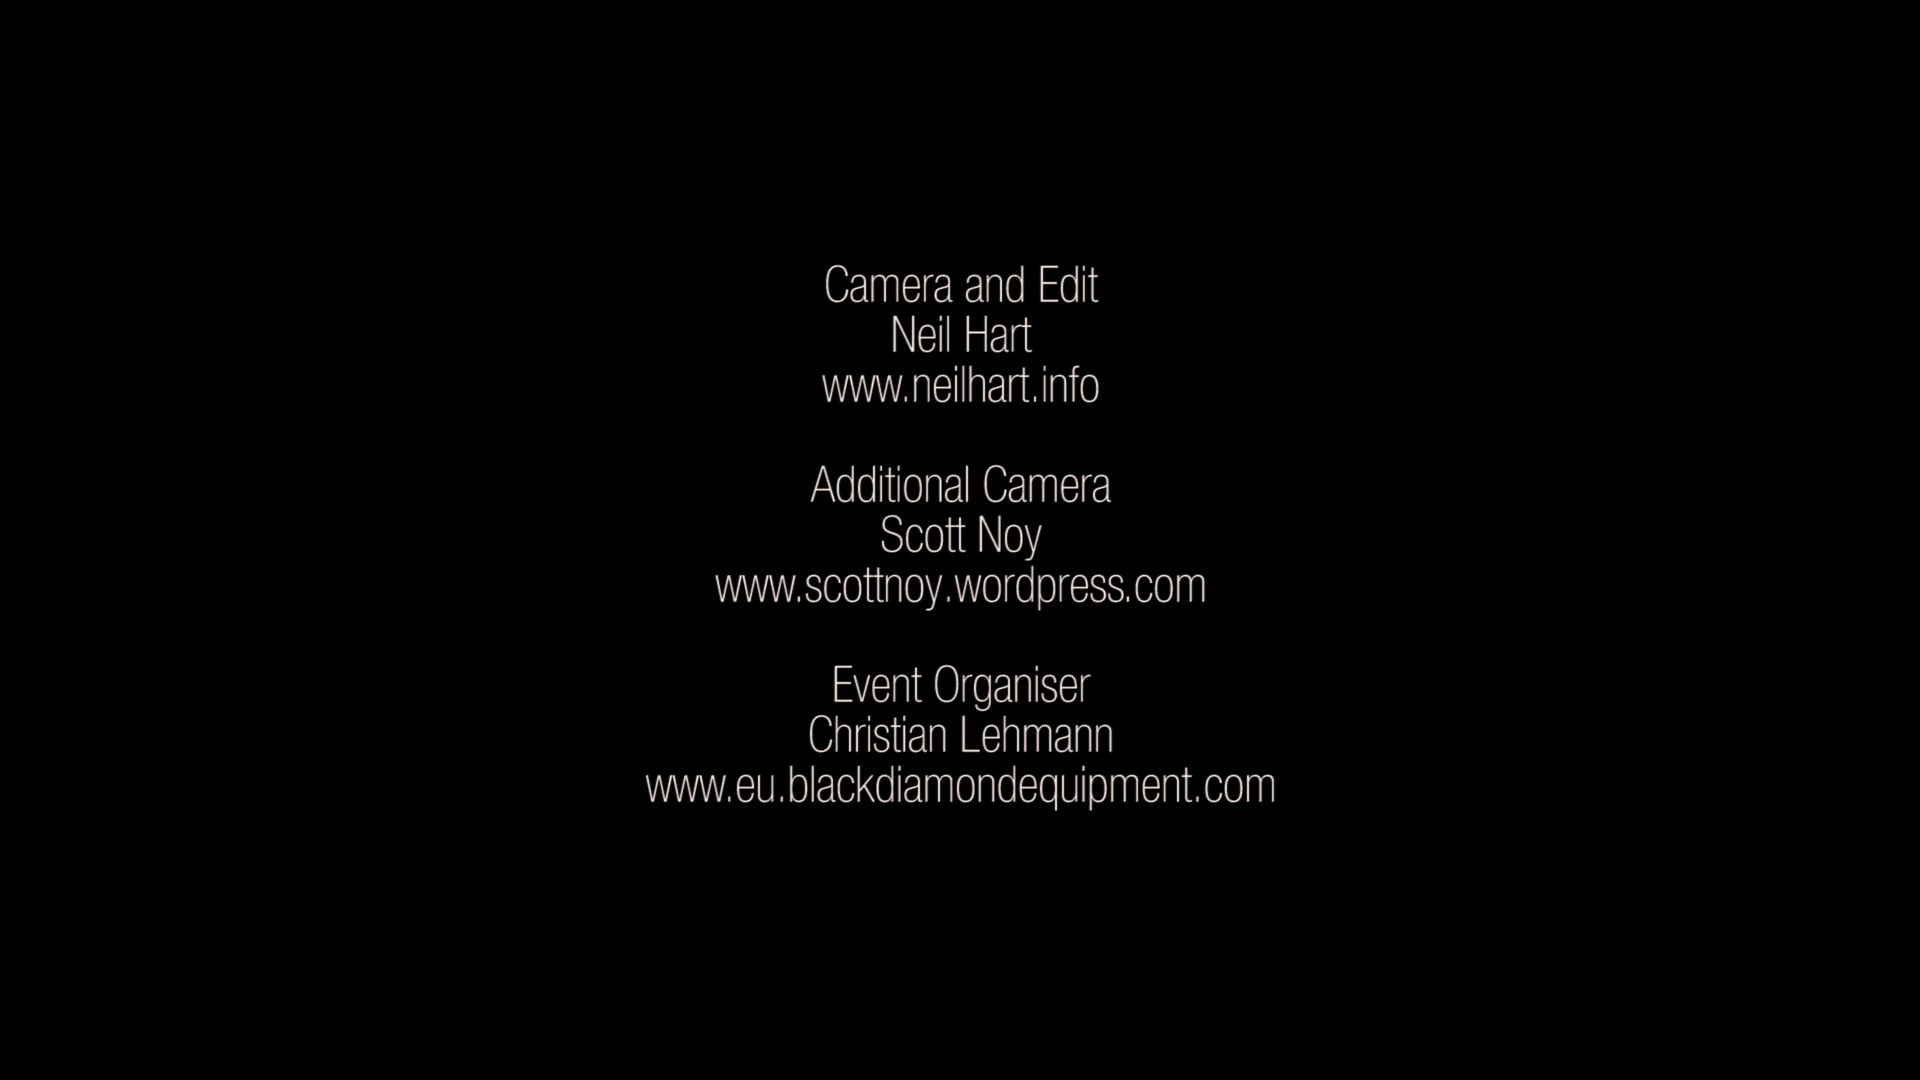 Camera and Edit
Neil Hart
www.neilhart.info
Additional Camera
Scott Noy
www.scottnoy.wordpress.com
Event Organiser
Christian Lehmann
www.eu.blackdiamondequipment.com